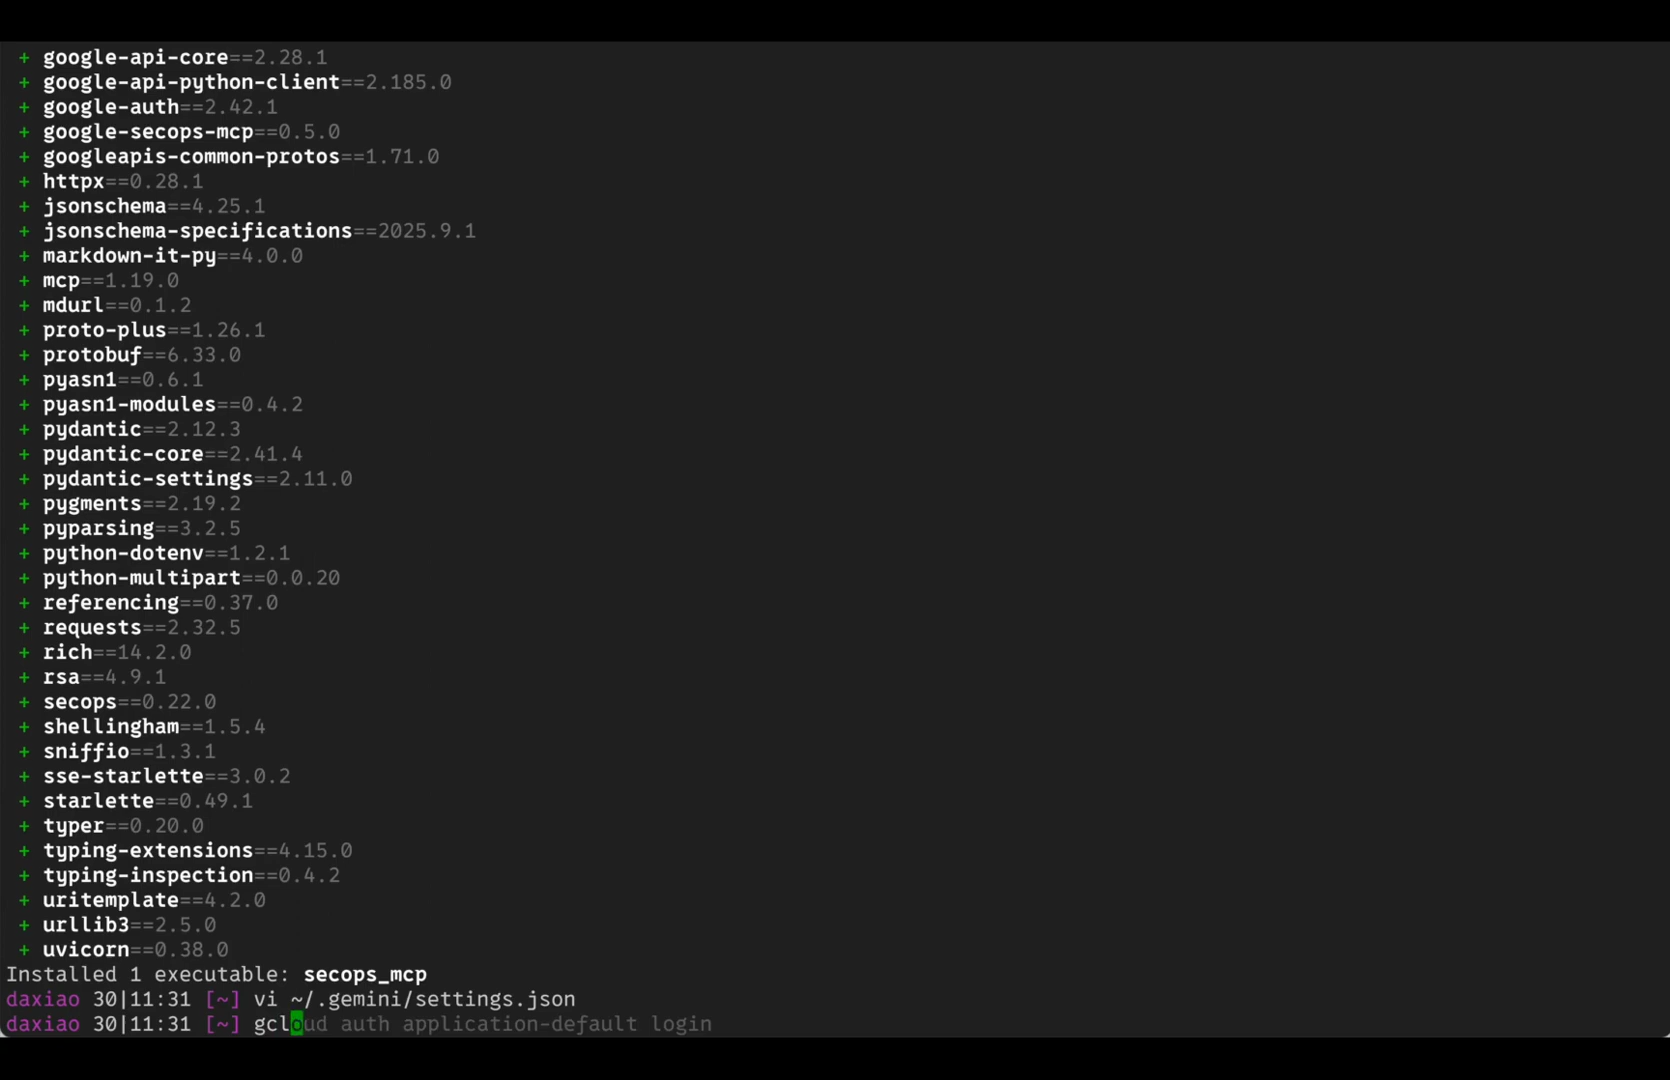 + google-api-core==2.28.1
+ google-api-python-client==2.185.0
+ google-auth==2.42.1
+ google-secops-mcp==0.5.0
+ googleapis-common-protos==1.71.0
+ httpx==0.28.1
+ jsonschema==4.25.1
+ jsonschema-specifications==2025.9.1
+ markdown-it-py==4.0.0
+ mcp==1.19.0
+ mdurl==0.1.2
+ proto-plus==1.26.1
+ protobuf==6.33.0
+ pyasn1==0.6.1
+ pyasn1-modules==0.4.2
+ pydantic==2.12.3
+ pydantic-core==2.41.4
+ pydantic-settings==2.11.0
+ pygments==2.19.2
+ pyparsing==3.2.5
+ python-dotenv==1.2.1
+ python-multipart==0.0.20
+ referencing==0.37.0
+ requests==2.32.5
+ rich==14.2.0
+ rsa==4.9.1
+ secops==0.22.0
+ shellingham==1.5.4
+ sniffio==1.3.1
+ sse-starlette==3.0.2
+ starlette==0.49.1
+ typer==0.20.0
+ typing-extensions==4.15.0
+ typing-inspection==0.4.2
+ uritemplate==4.2.0
+ urllib3==2.5.0
+ uvicorn==0.38.0
Installed 1 executable: secops_mcp
daxiao 30|11:31 [~] vi ~/.gemini/settings.json
daxiao 30|11:31 [~] gcloud auth application-default login